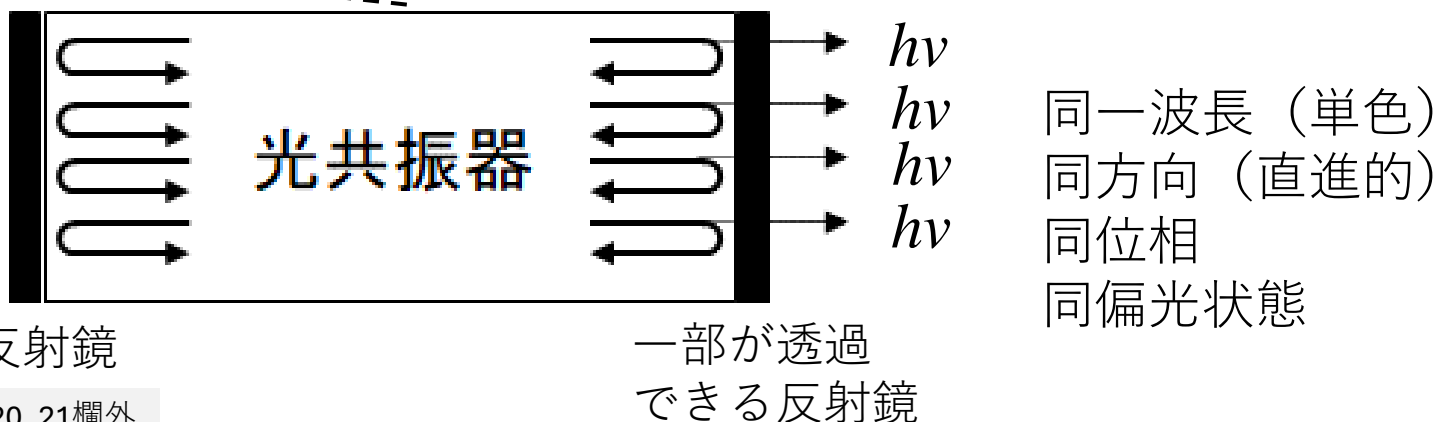 hν
hν
hν
hν
光共振器
同一波長（単色）
同方向（直進的）
同位相
同偏光状態
反射鏡
一部が透過
できる反射鏡
20, 21欄外